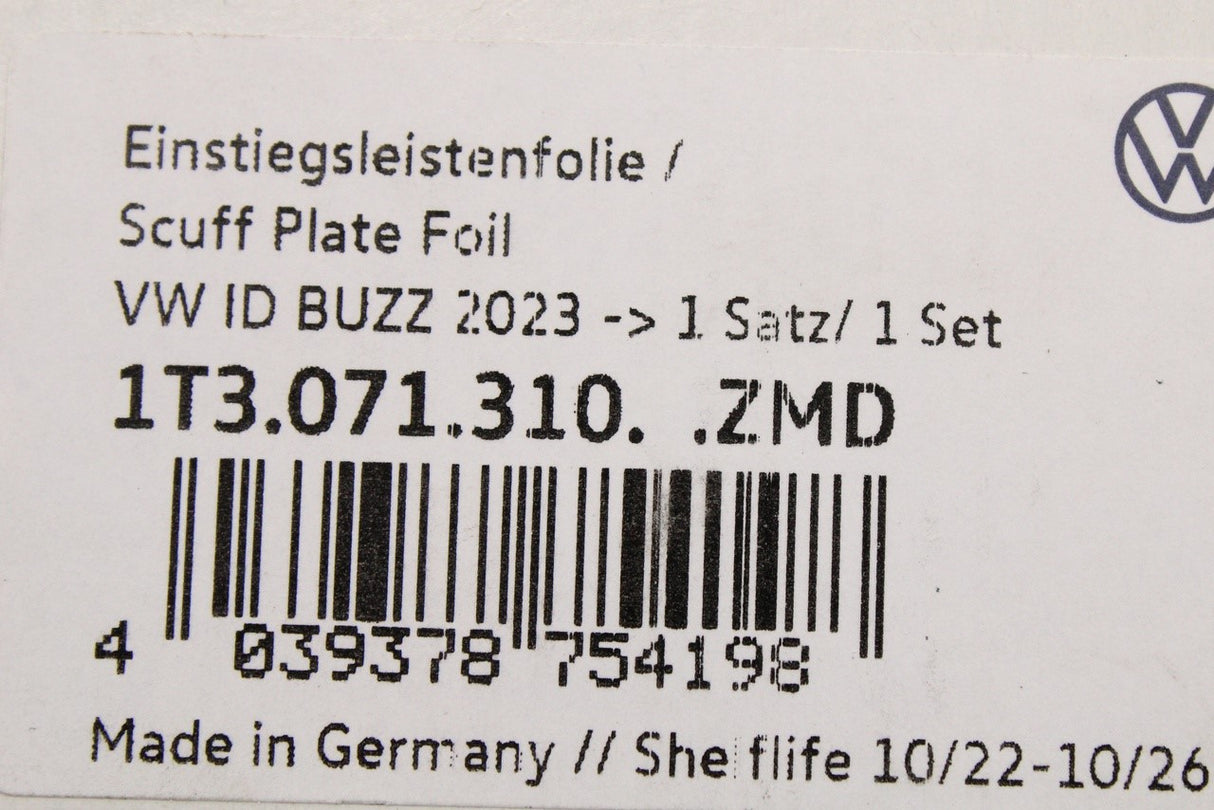 Einstiegsleistenfolie /
Scuff Plate Foil
VW ID BUZZ 2023 -> 1 Satz/ 1 Set
1T3.071.310. .ZMD
4 039378 754198
Made in Germany // Shelflife 10/22-10/26